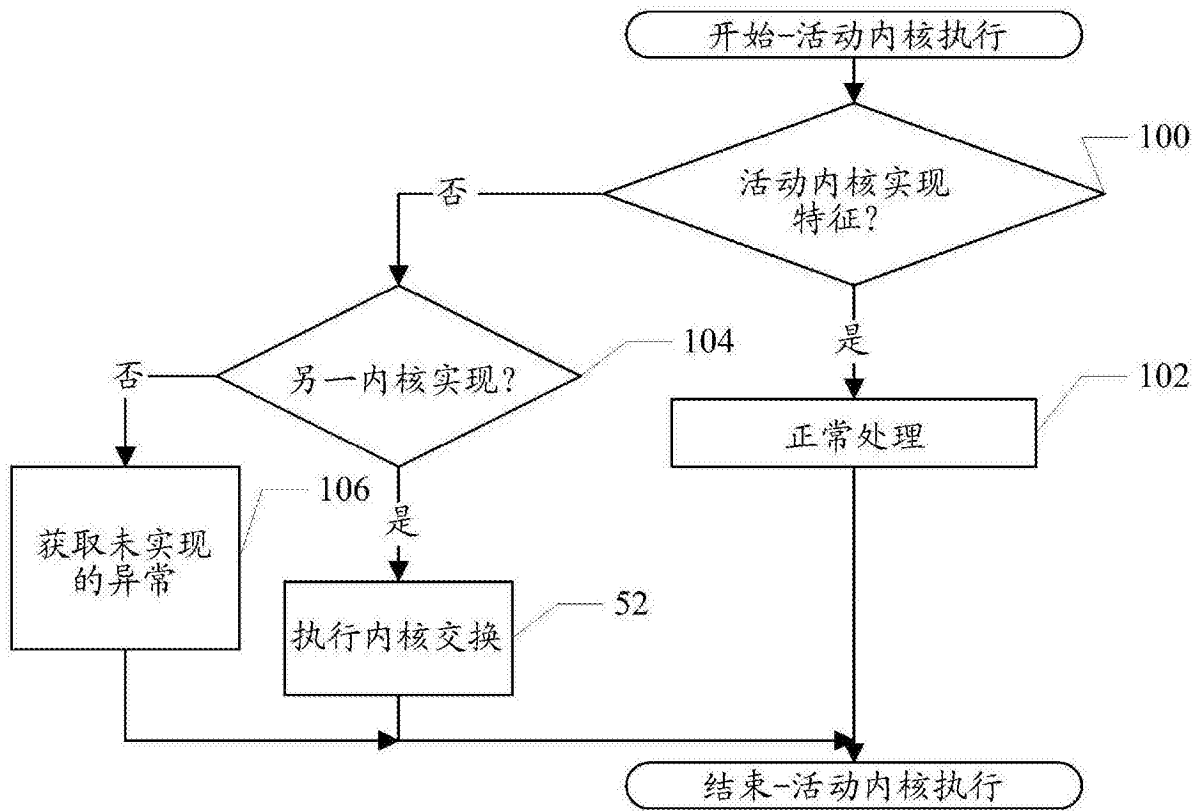 开始-活动内核执行
100
活动内核实现
特征?
否
是
104
另一内核实现?
否
102
正常处理
106
是
获取未实现
的异常
52
执行内核交换
结束-活动内核执行